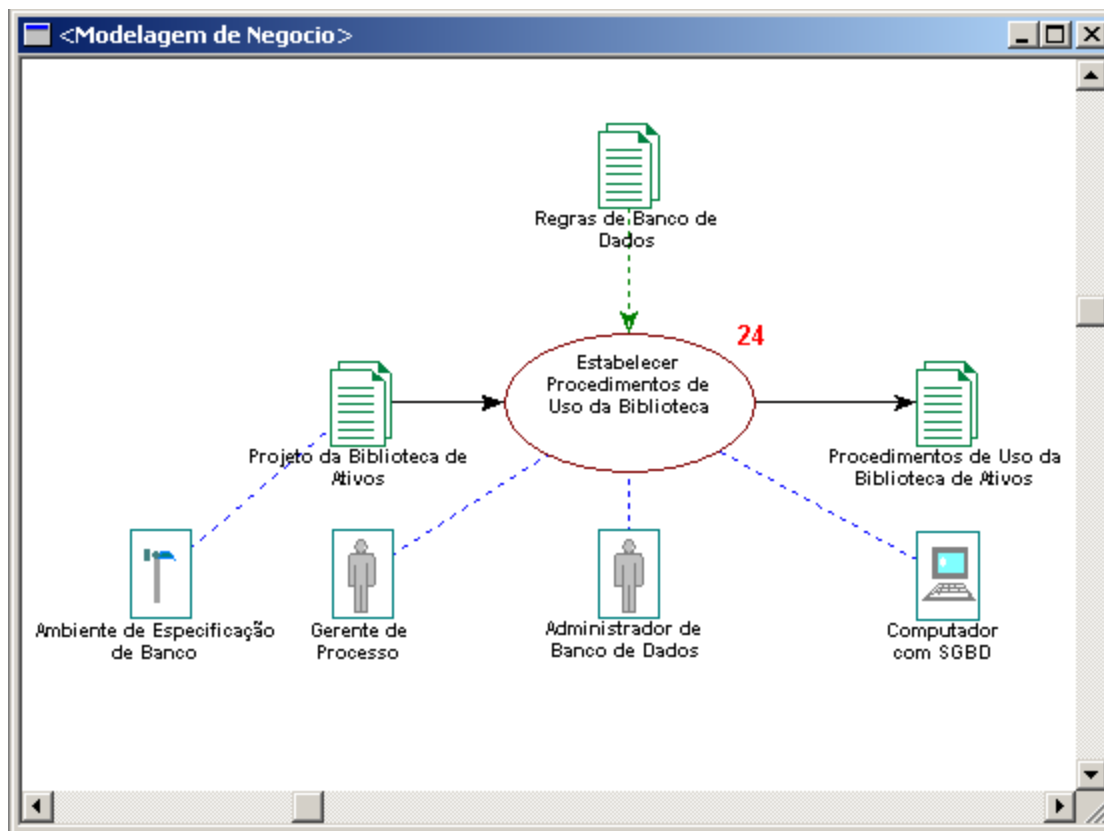 <Modelagem de Negocio>
Regras de Banco de
Dados
24
Estabelecer
Procedimentos de
Uso da Biblioteca
Projeto da Biblioteca de
Ativos
Procedimentos de Uso da
Biblioteca de Ativos
Ambiente de Especificação
de Banco
Gerente de
Processo
Administrador de
Banco de Dados
Computador
com SGBD